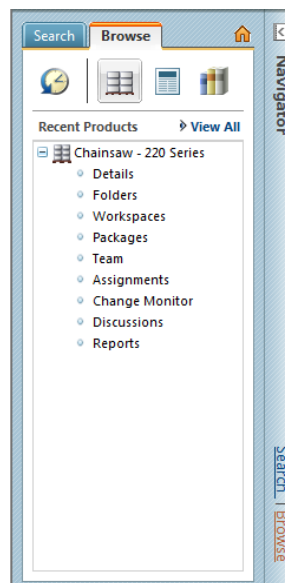 Search Browse
Recent Products View All
Chainsaw - 220 Series
Details
Folders
Workspaces
Packages
Team
Assignments
Change Monitor
Discussions
Reports
Navigator
Search | Browse